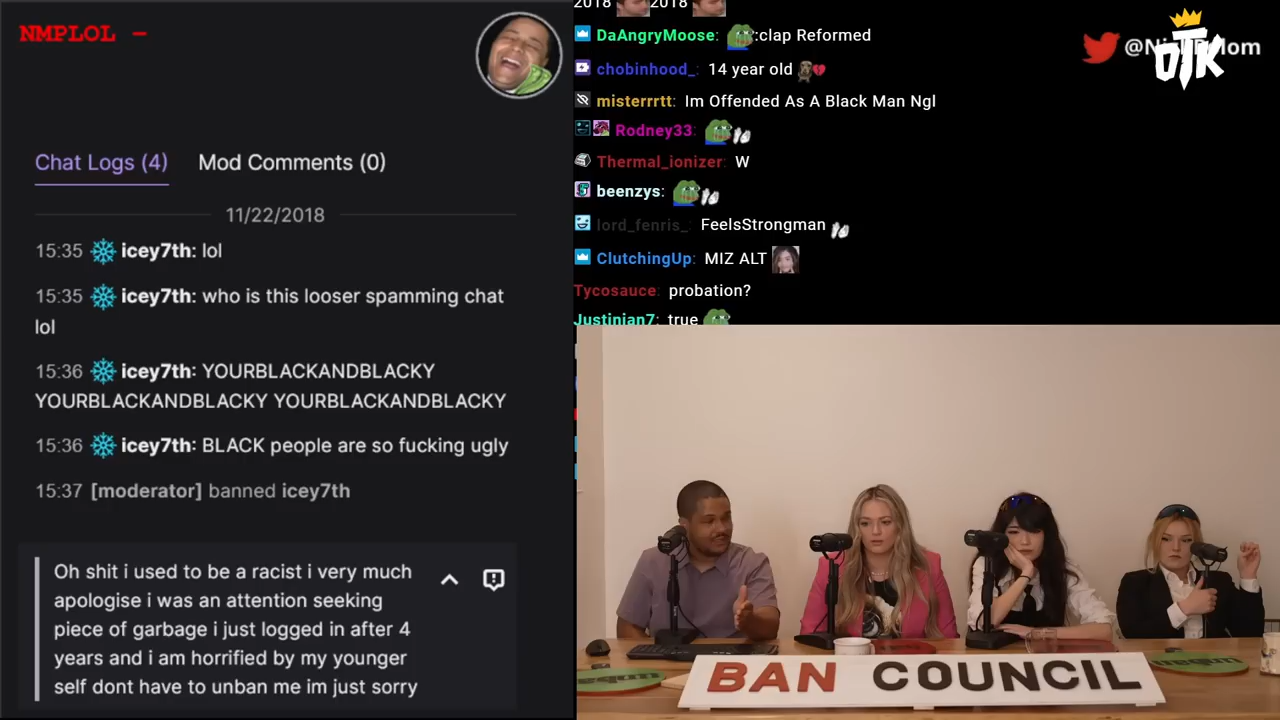 NMPLOL -
Chat Logs (4) Mod Comments (0)
11/22/2018
15:35 icey7th: lol
15:35 icey7th: who is this looser spamming chat
lol
15:36 icey7th: YOURBLACKANDBLACKY
YOURBLACKANDBLACKY YOURBLACKANDBLACKY
15:36 icey7th: BLACK people are so fucking ugly
15:37 [moderator] banned icey7th
Oh shit i used to be a racist i very much
apologise i was an attention seeking
piece of garbage i just logged in after 4
years and i am horrified by my younger
self dont have to unban me im just sorry
2018 2018
DaAngryMoose: :clap Reformed
chobinhood_: 14 year old
misterrrtt: Im Offended As A Black Man Ngl
Rodney33:
Thermal_ionizer: W
beenzys:
lord_fenris_: FeelsStrongman
ClutchingUp: MIZ ALT
Tycosauce: probation?
Justinian7: true
OTK
BAN COUNCIL